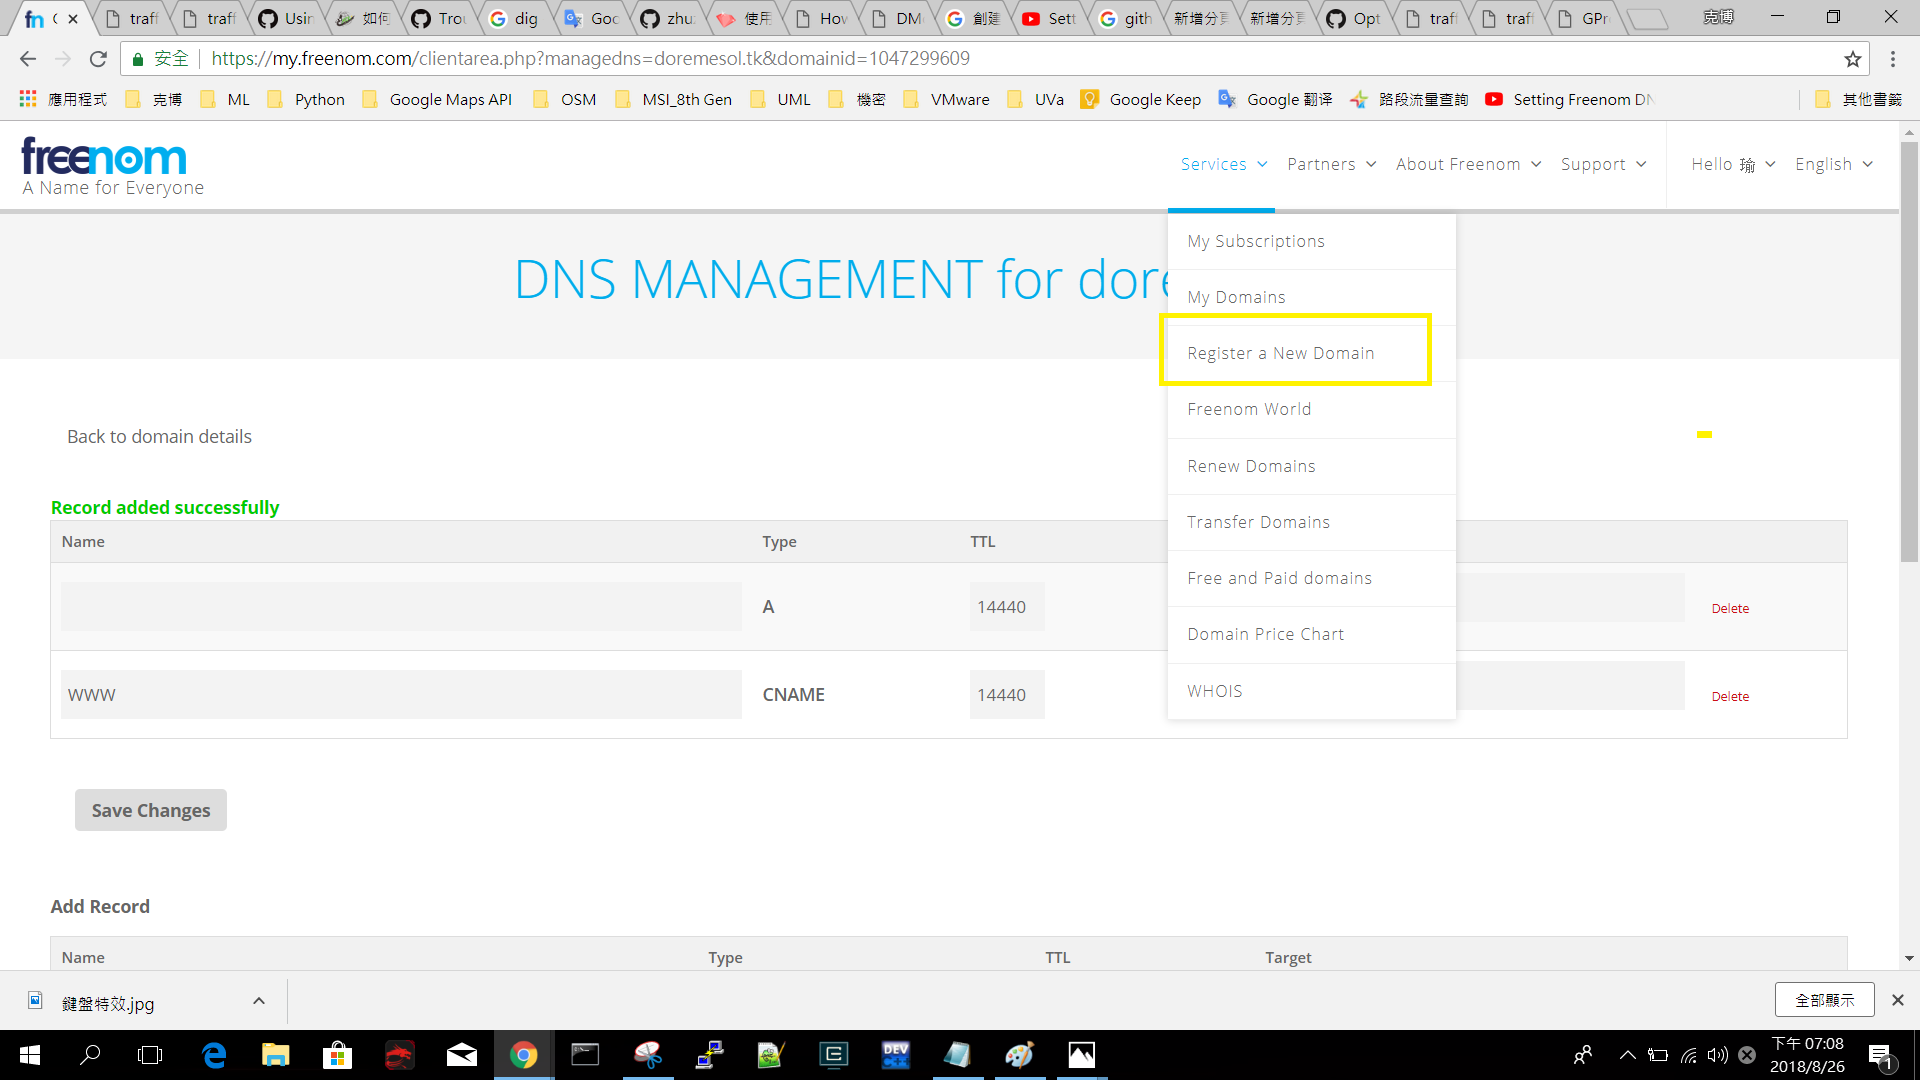 fn
traff
traff
Usin
如何
Trou
dig
Goo
zhu
使用
How
DM
創建
Sett
gith
新增分頁
新增分頁
Opt
traff
traff
GPr
克博
安全
https://my.freenom.com/clientarea.php?managedns=doremesol.tk&domainid=1047299609
應用程式
克博
ML
Python
Google Maps API
OSM
MSI_8th Gen
UML
機密
VMware
UVa
Google Keep
Google 翻译
路段流量查詢
Setting Freenom DN
其他書籤
freenom
A Name for Everyone
Services
Partners
About Freenom
Support
Hello 瑜
English
My Subscriptions
My Domains
Register a New Domain
Freenom World
Renew Domains
Transfer Domains
Free and Paid domains
Domain Price Chart
WHOIS
DNS MANAGEMENT for dore
Back to domain details
Record added successfully
Name Type TTL
A 14440 Delete
WWW CNAME 14440 Delete
Save Changes
Add Record
Name Type TTL Target
鍵盤特效.jpg
全部顯示
DEV
C++
下午 07:08
2018/8/26
1